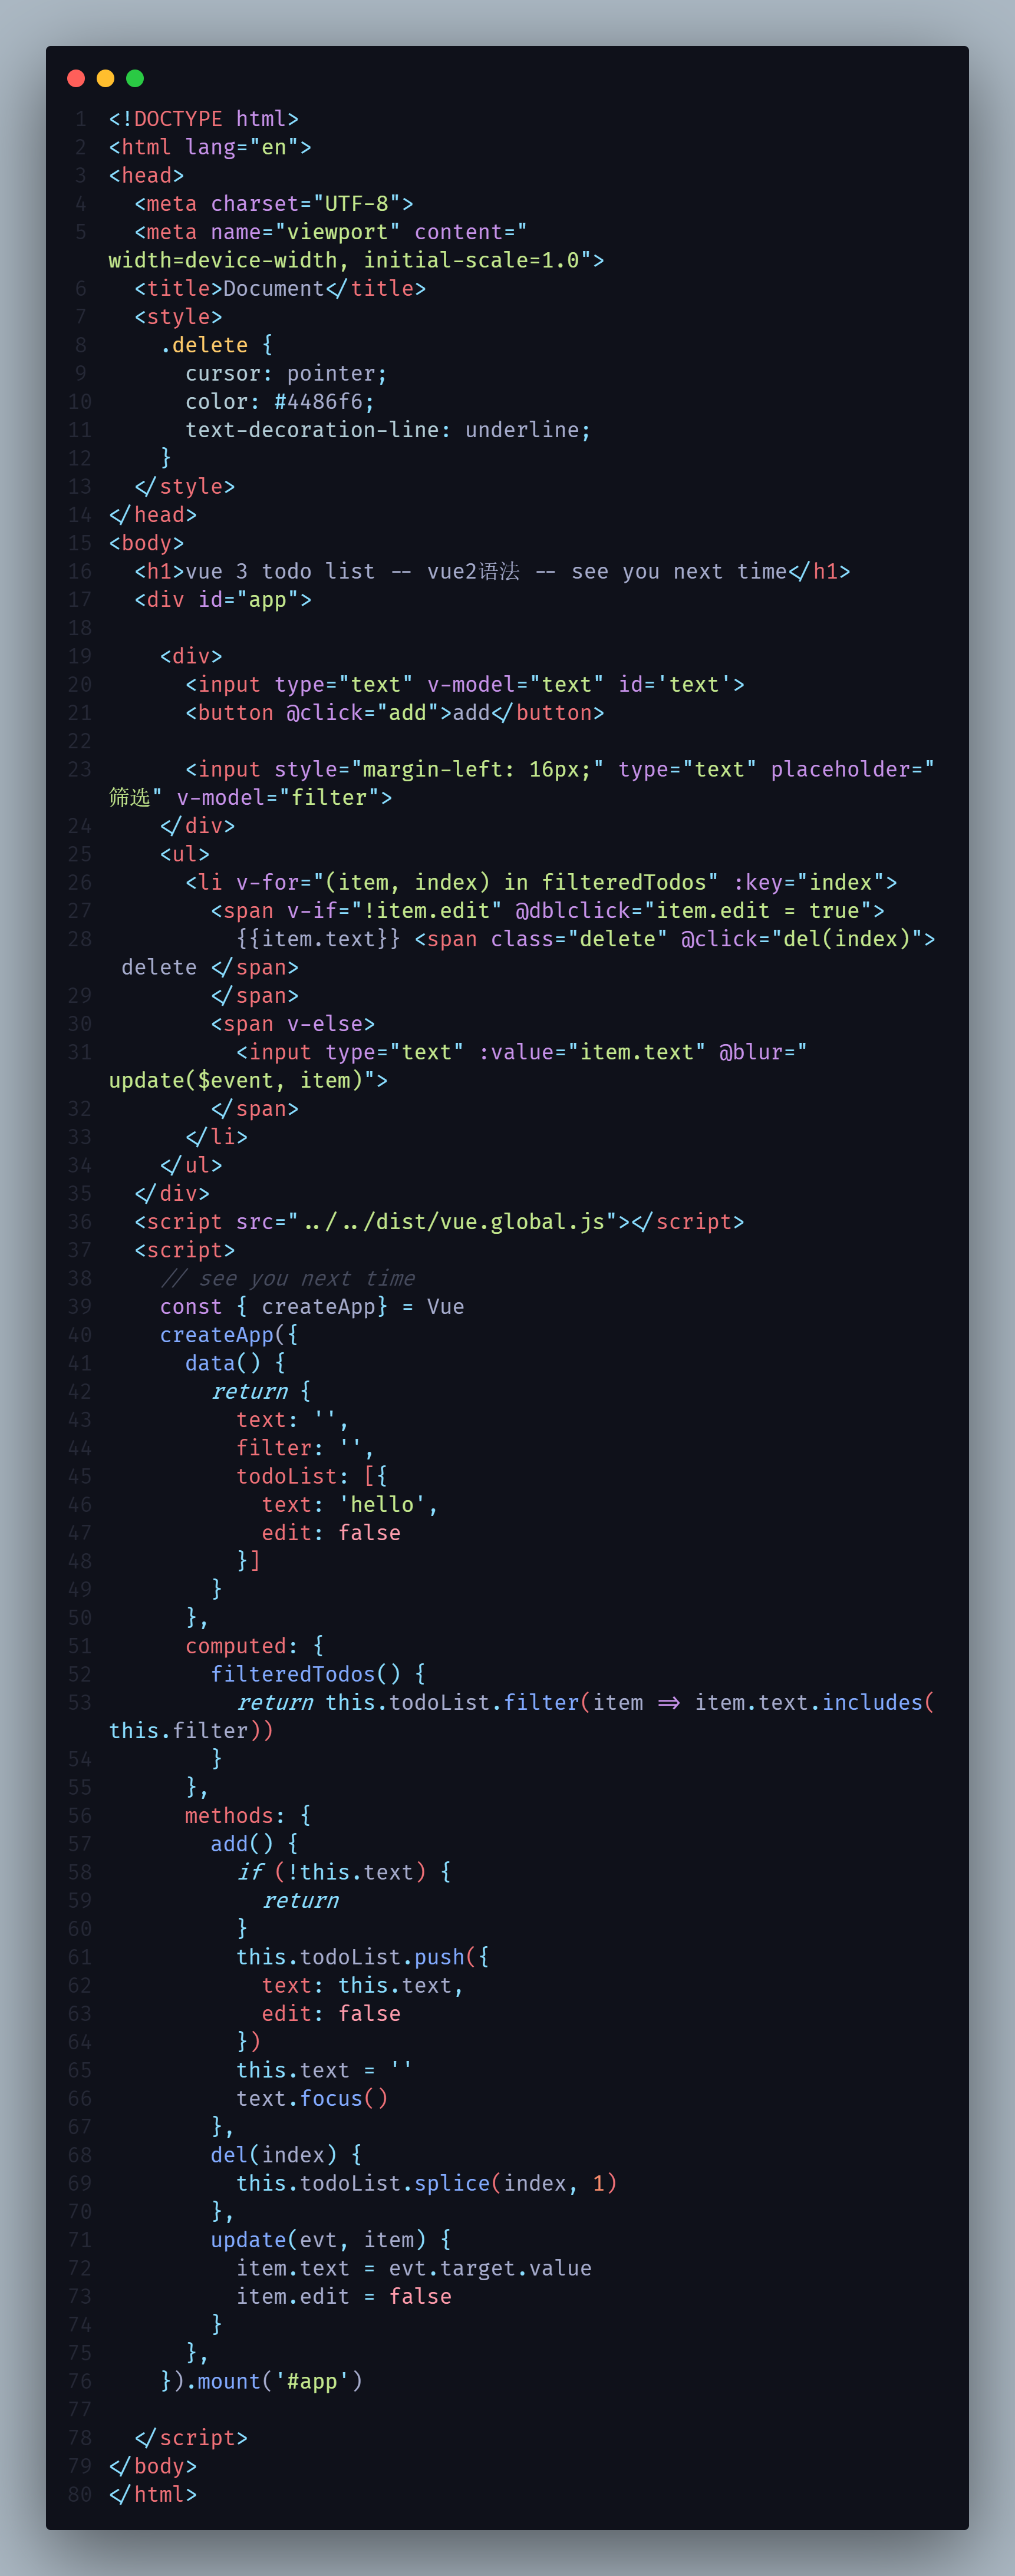 1 <!DOCTYPE html>
2 <html lang="en">
3 <head>
4   <meta charset="UTF-8">
5   <meta name="viewport" content="
width=device-width, initial-scale=1.0">
6   <title>Document</title>
7   <style>
8     .delete {
9       cursor: pointer;
10       color: #4486f6;
11       text-decoration-line: underline;
12     }
13   </style>
14 </head>
15 <body>
16   <h1>vue 3 todo list -- vue2语法 -- see you next time</h1>
17   <div id="app">
18
19     <div>
20       <input type="text" v-model="text" id='text'>
21       <button @click="add">add</button>
22
23       <input style="margin-left: 16px;" type="text" placeholder="
筛选" v-model="filter">
24     </div>
25     <ul>
26       <li v-for="(item, index) in filteredTodos" :key="index">
27         <span v-if="!item.edit" @dblclick="item.edit = true">
28           {{item.text}} <span class="delete" @click="del(index)">
 delete </span>
29         </span>
30         <span v-else>
31           <input type="text" :value="item.text" @blur="
update($event, item)">
32         </span>
33       </li>
34     </ul>
35   </div>
36   <script src="../../dist/vue.global.js"></script>
37   <script>
38     // see you next time
39     const { createApp} = Vue
40     createApp({
41       data() {
42         return {
43           text: '',
44           filter: '',
45           todoList: [{
46             text: 'hello',
47             edit: false
48           }]
49         }
50       },
51       computed: {
52         filteredTodos() {
53           return this.todoList.filter(item => item.text.includes(
this.filter))
54         }
55       },
56       methods: {
57         add() {
58           if (!this.text) {
59             return
60           }
61           this.todoList.push({
62             text: this.text,
63             edit: false
64           })
65           this.text = ''
66           text.focus()
67         },
68         del(index) {
69           this.todoList.splice(index, 1)
70         },
71         update(evt, item) {
72           item.text = evt.target.value
73           item.edit = false
74         }
75       },
76     }).mount('#app')
77
78   </script>
79 </body>
80 </html>